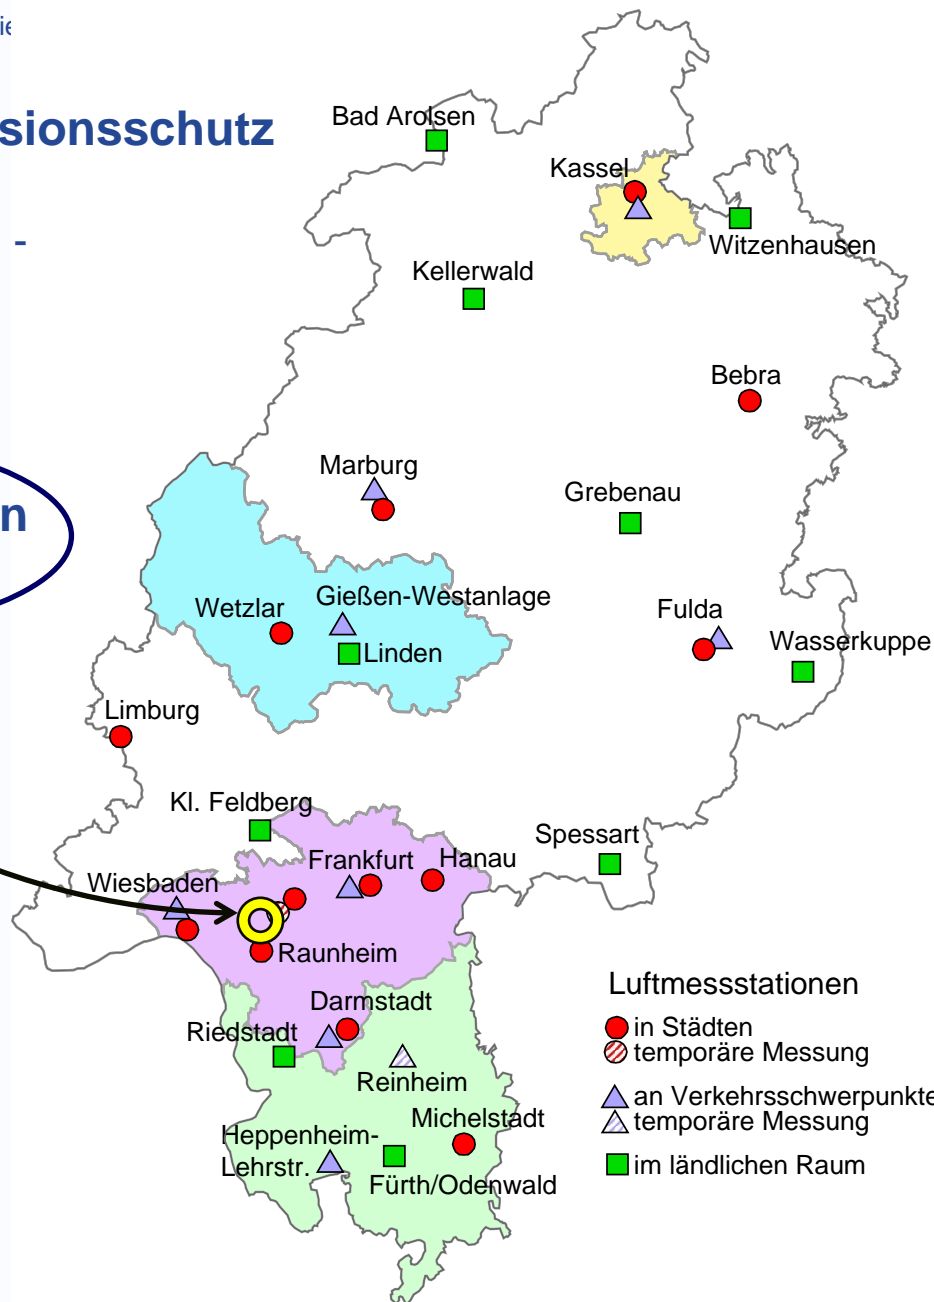 sionsschutz
-
n
Bad Arolsen
Kassel
Witzenhausen
Kellerwald
Bebra
Marburg
Grebenau
Gießen-Westanlage
Wetzlar
Fulda
Linden
Wasserkuppe
Limburg
Kl. Feldberg
Spessart
Frankfurt
Hanau
Wiesbaden
Raunheim
Darmstadt
Riedstadt
Reinheim
Michelstadt
Heppenheim-
Lehrstr.
Fürth/Odenwald
Luftmessstationen
in Städten
temporäre Messung
an Verkehrsschwerpunkte
temporäre Messung
im ländlichen Raum